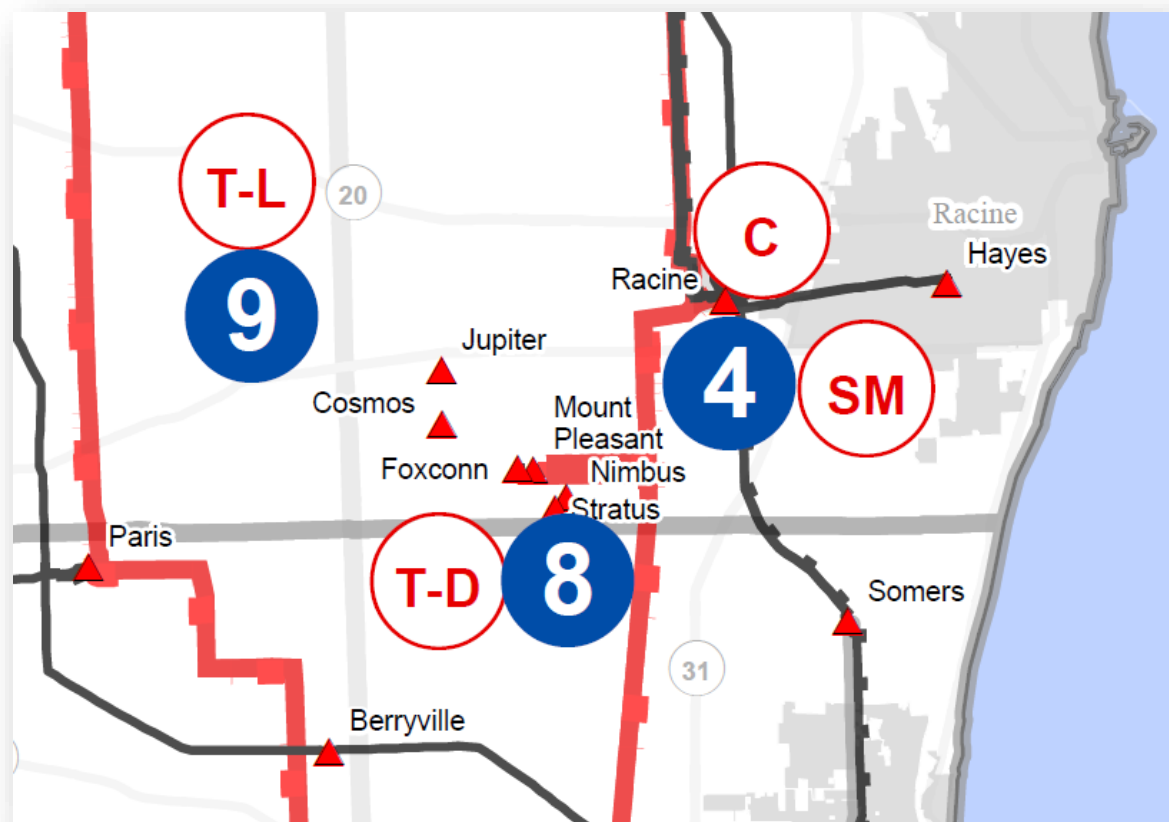 T-L
20
C
Racine
Hayes
Racine
9
Jupiter
4
SM
Cosmos
Mount
Pleasant
Foxconn
Nimbus
Stratus
Paris
T-D
8
Somers
31
Berryville